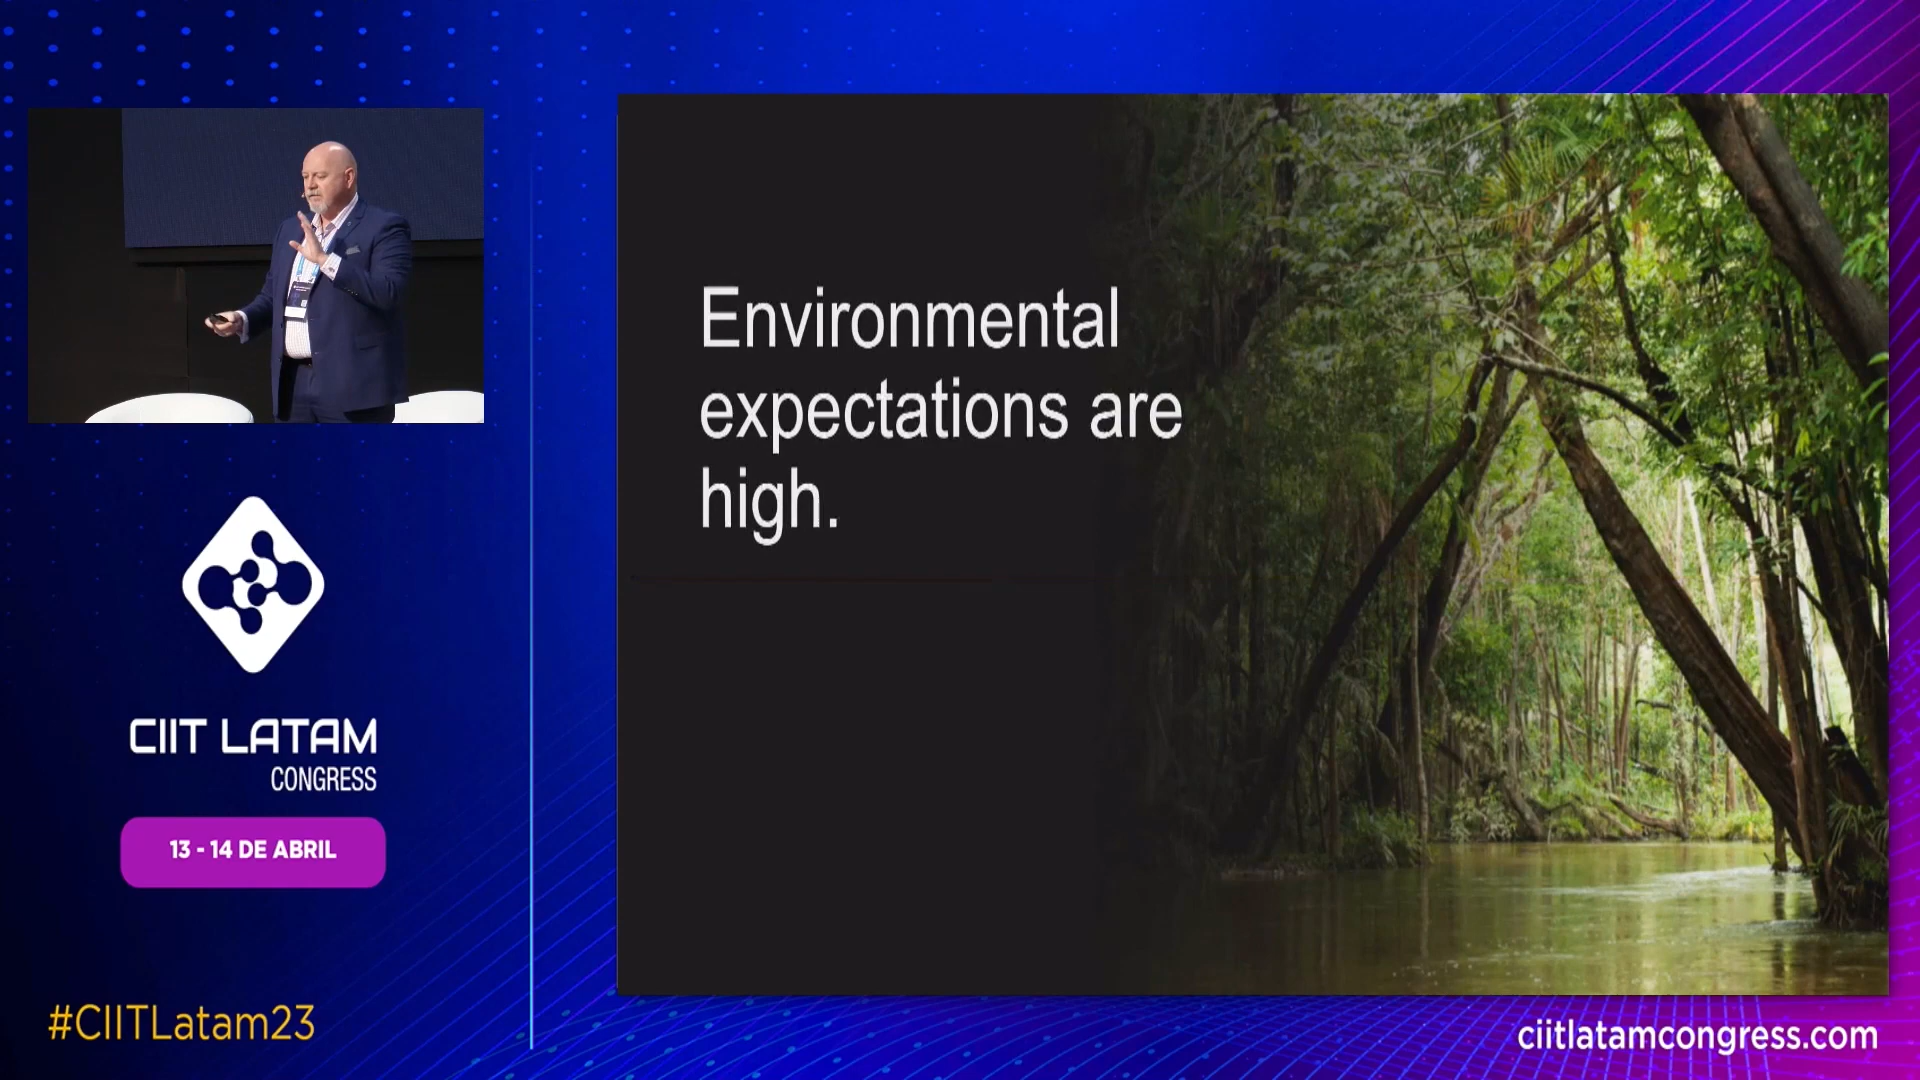 Environmental
expectations are
high.
CIIT LATAM
CONGRESS
13 - 14 DE ABRIL
#CIITLatam23
ciitlatamcongress.com